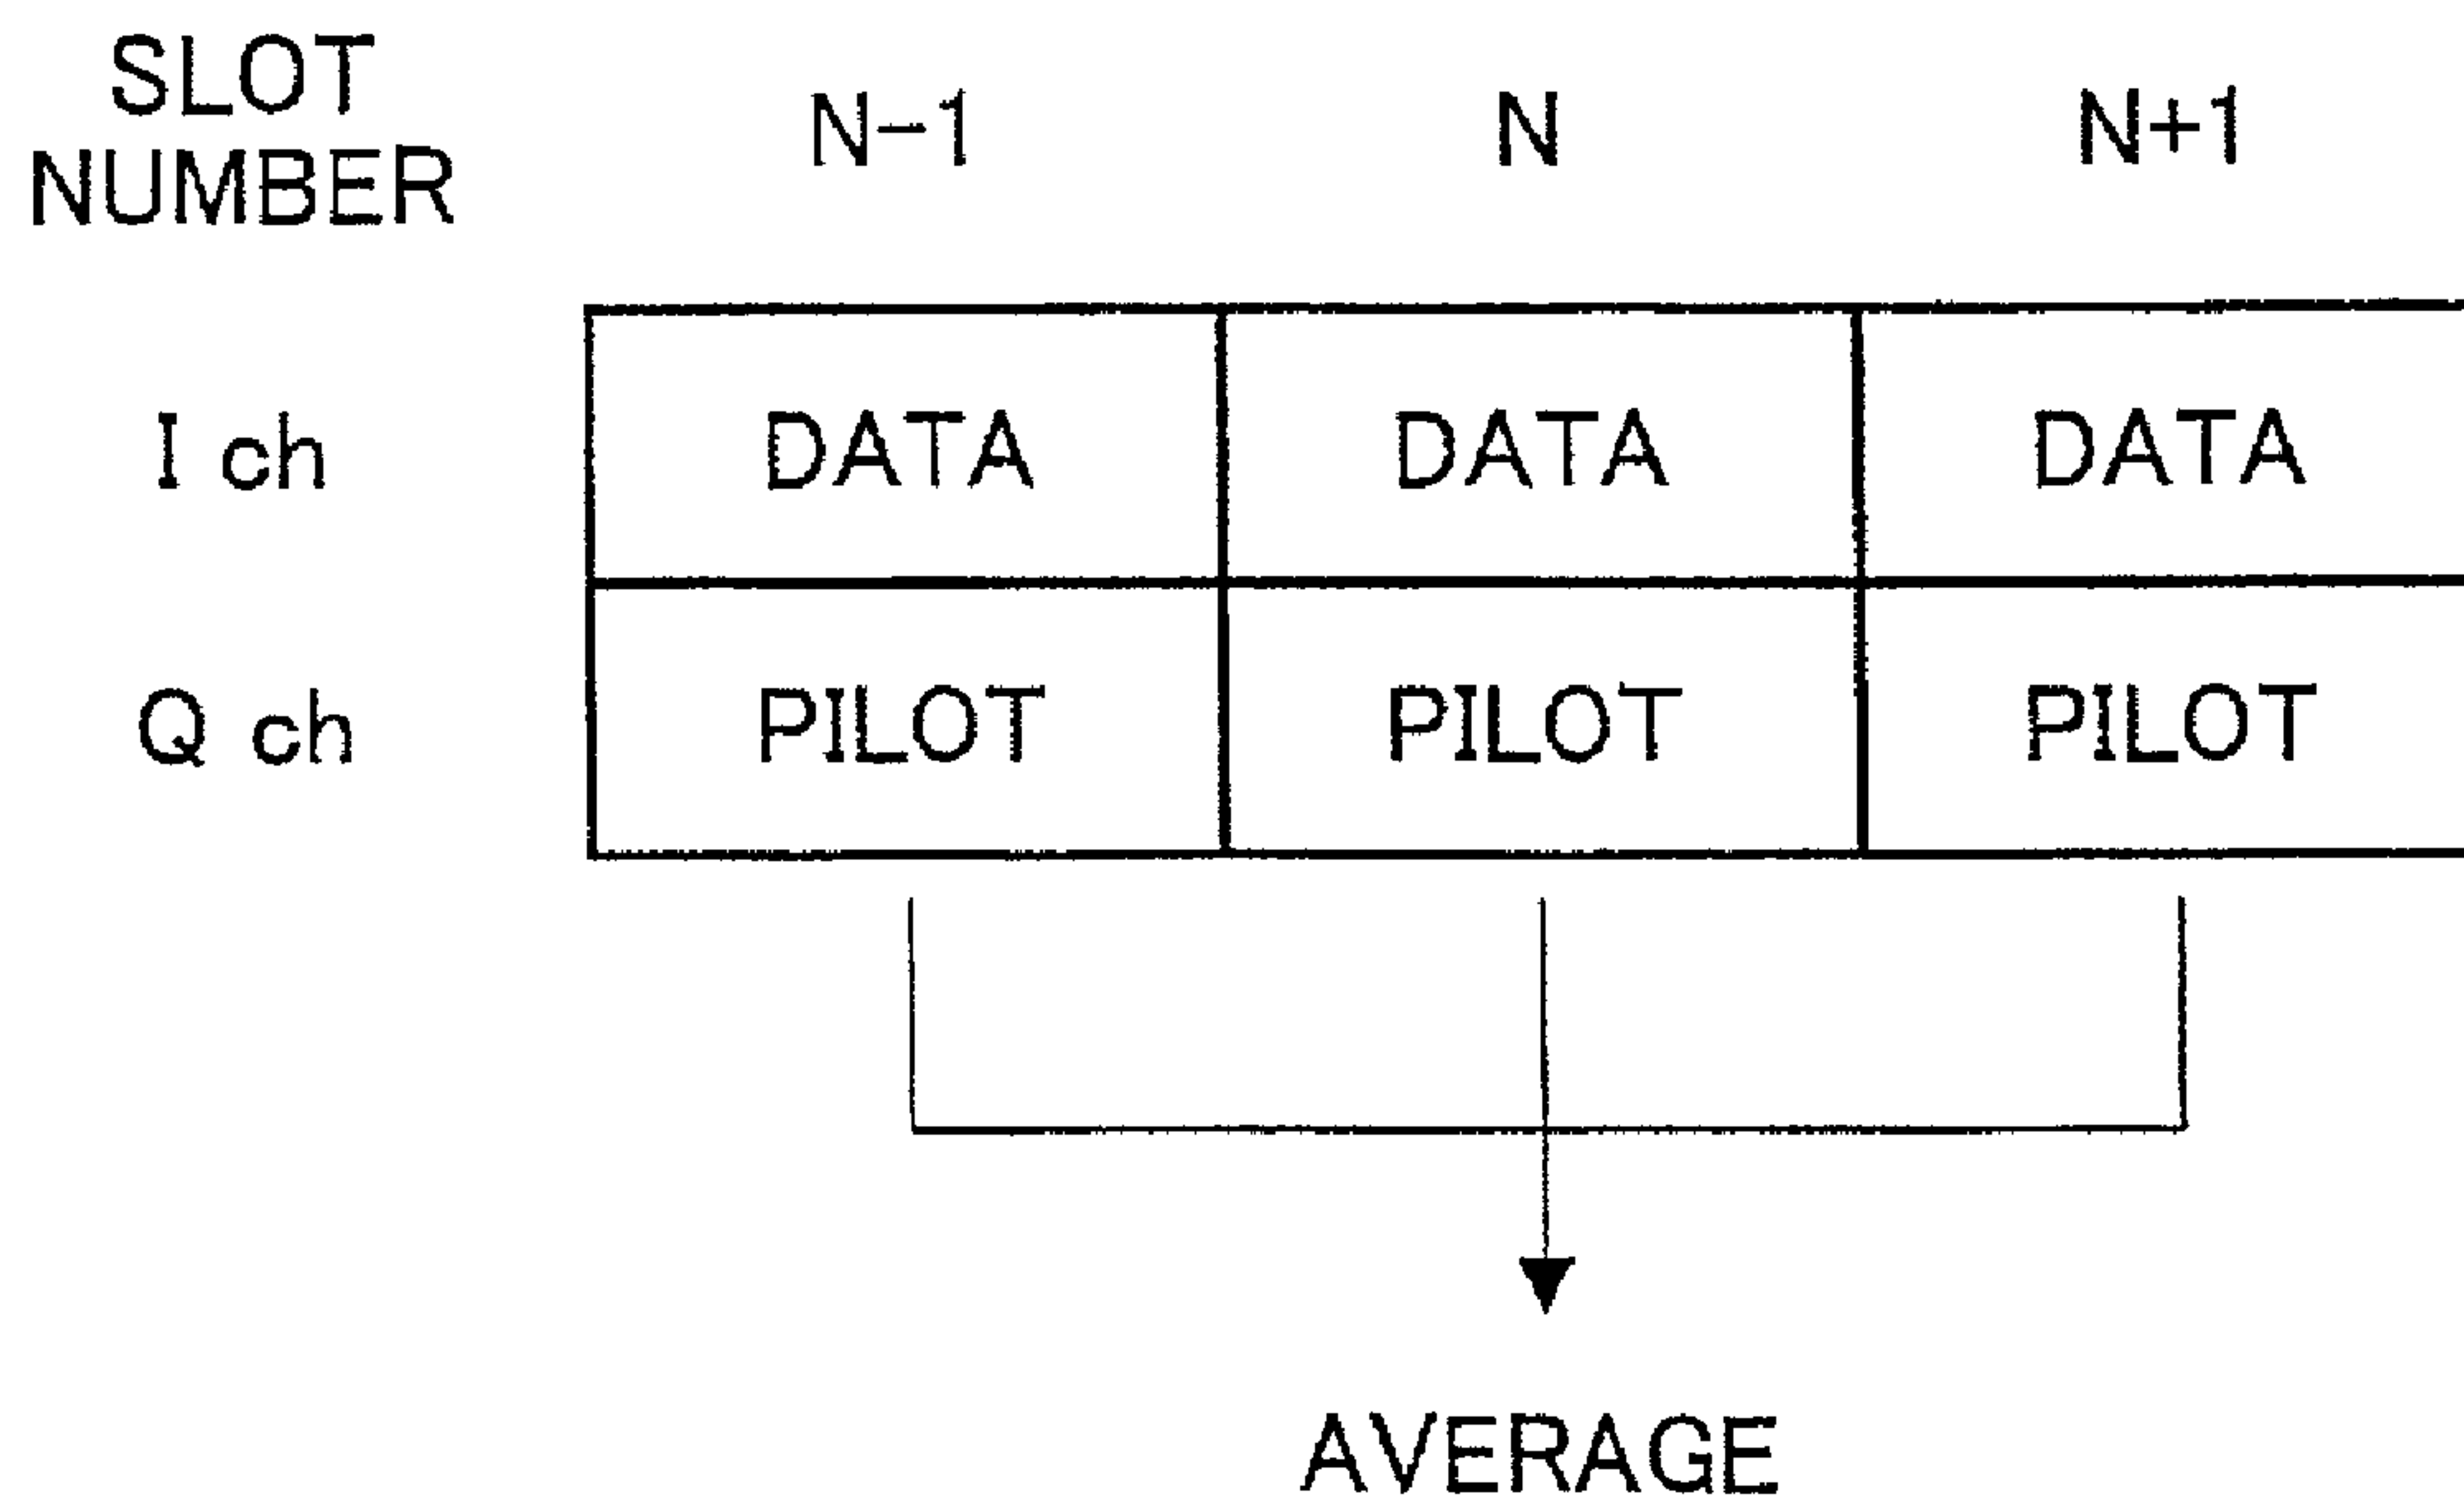 SLOT
NUMBER
N-1 N N+1
I ch DATA DATA DATA
Q ch PILOT PILOT PILOT
AVERAGE